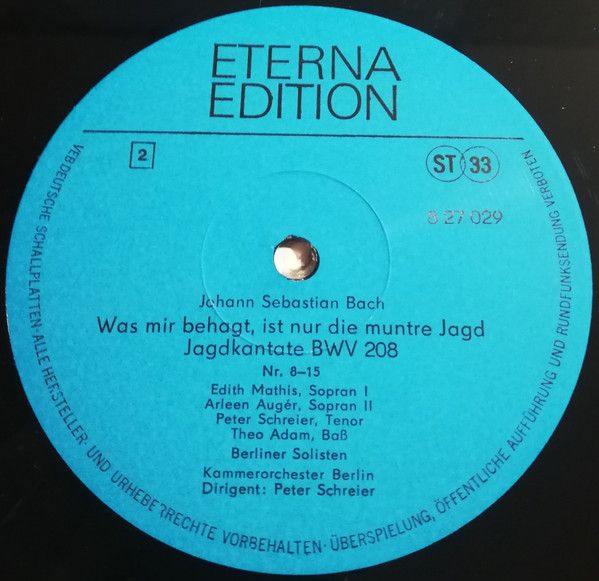 ETERNA
EDITION
2
ST 33
8 27 029
Johann Sebastian Bach
Was mir behagt, ist nur die muntre Jagd
Jagdkantate BWV 208
Nr. 8–15
Edith Mathis, Sopran I
Arleen Augér, Sopran II
Peter Schreier, Tenor
Theo Adam, Baß
Berliner Solisten
Kammerorchester Berlin
Dirigent: Peter Schreier
VEB DEUTSCHE SCHALLPLATTEN · ALLE HERSTELLER- UND URHEBERRECHTE VORBEHALTEN · ÜBERSPIELUNG, ÖFFENTLICHE AUFFÜHRUNG UND RUNDFUNKSENDUNG VERBOTEN